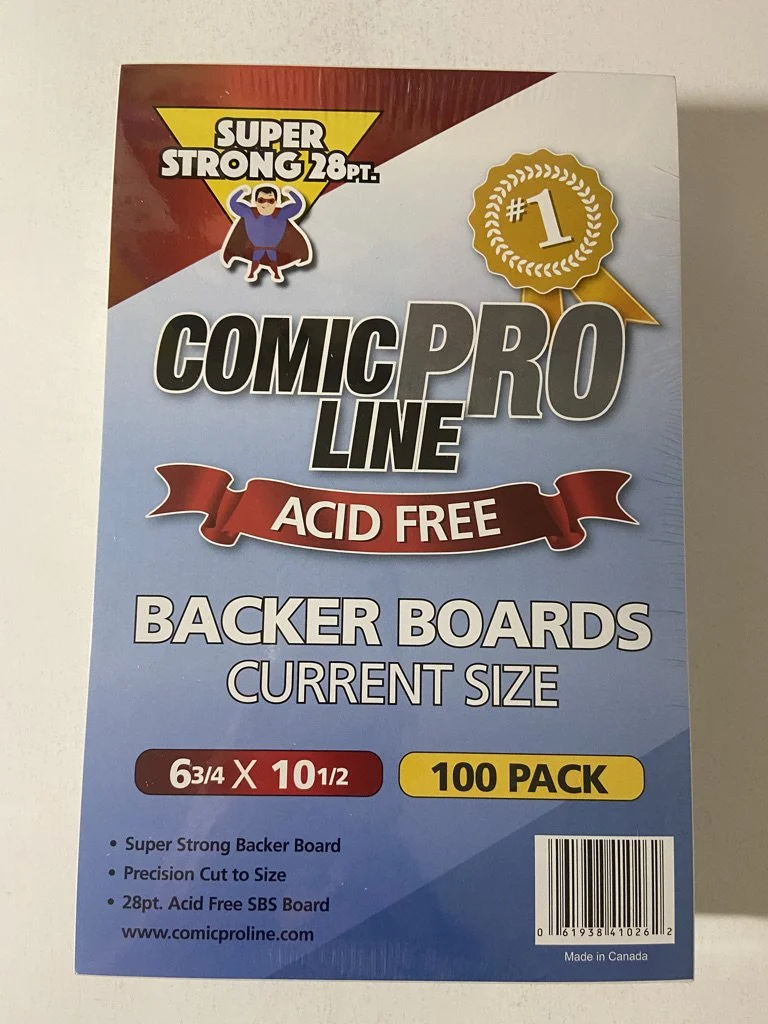 SUPER
STRONG 28PT.
#1
COMICPRO
LINE
ACID FREE
BACKER BOARDS
CURRENT SIZE
6 3/4 X 10 1/2
100 PACK
• Super Strong Backer Board
• Precision Cut to Size
• 28pt. Acid Free SBS Board
www.comicproline.com
0 61938 41026 2
Made in Canada